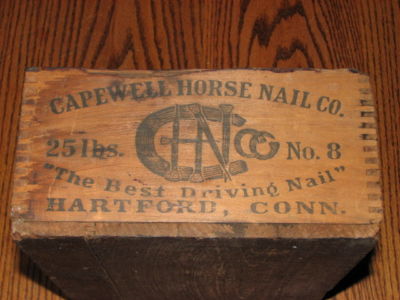 CAPEWELL HORSE NAIL CO.
25 lbs. CHNCo No. 8
"The Best Driving Nail"
HARTFORD, CONN.